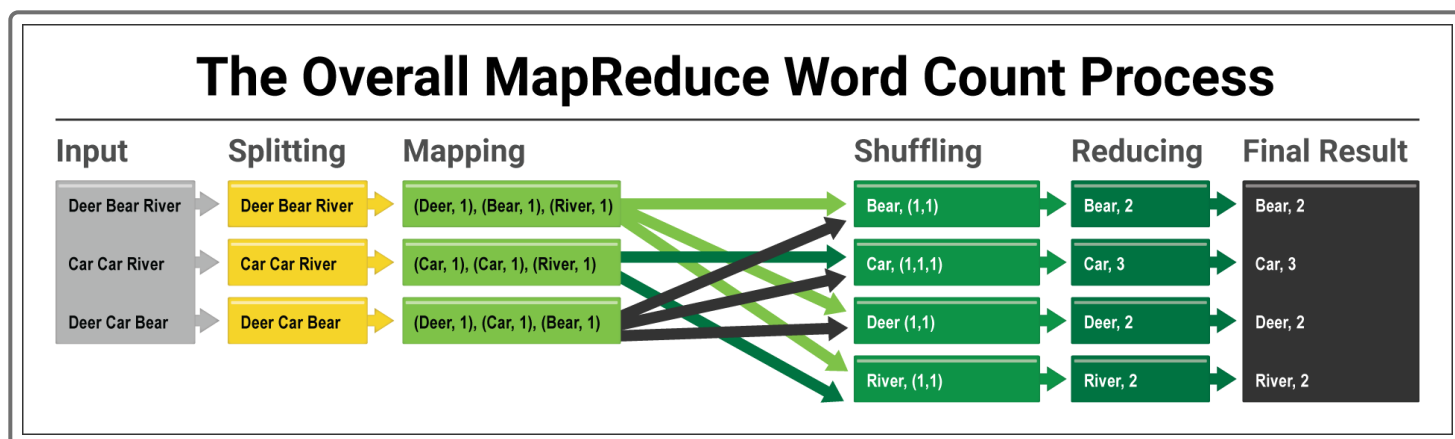 The Overall MapReduce Word Count Process
Input
Splitting
Mapping
Shuffling
Reducing
Final Result
Deer Bear River
Car Car River
Deer Car Bear
Deer Bear River
Car Car River
Deer Car Bear
(Deer, 1), (Bear, 1), (River, 1)
(Car, 1), (Car, 1), (River, 1)
(Deer, 1), (Car, 1), (Bear, 1)
Bear, (1,1)
Car, (1,1,1)
Deer (1,1)
River, (1,1)
Bear, 2
Car, 3
Deer, 2
River, 2
Bear, 2
Car, 3
Deer, 2
River, 2